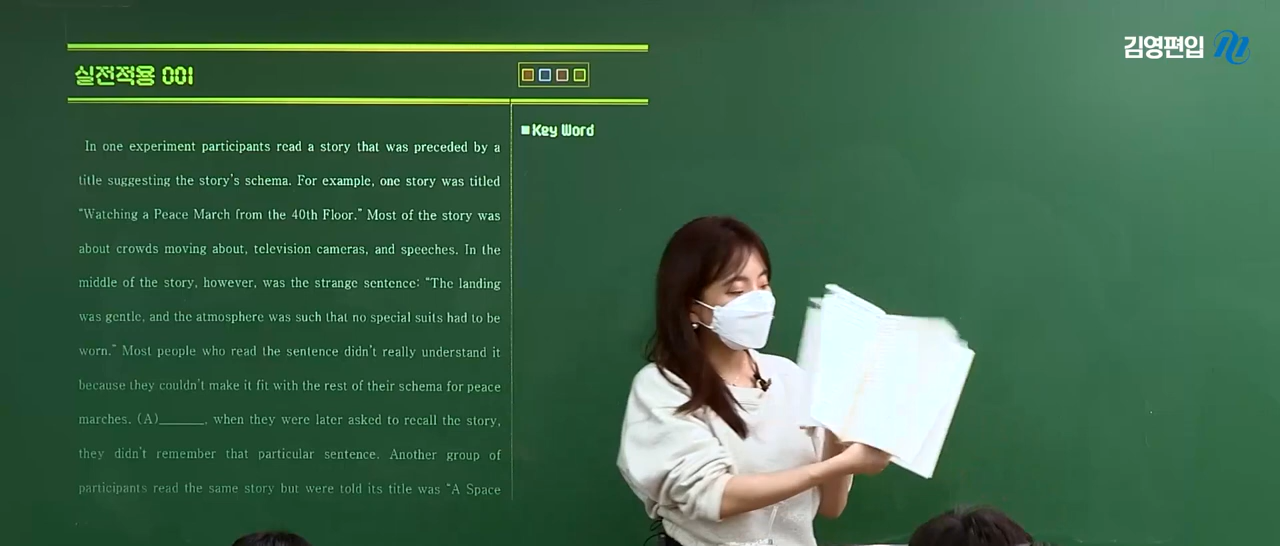 김영편입
실전적용 001
■Key Word
In one experiment participants read a story that was preceded by a
title suggesting the story's schema. For example, one story was titled
“Watching a Peace March from the 40th Floor.” Most of the story was
about crowds moving about, television cameras, and speeches. In the
middle of the story, however, was the strange sentence: “The landing
was gentle, and the atmosphere was such that no special suits had to be
worn.” Most people who read the sentence didn't really understand it
because they couldn't make it fit with the rest of their schema for peace
marches. (A)______, when they were later asked to recall the story,
they didn't remember that particular sentence. Another group of
participants read the same story but were told its title was “A Space